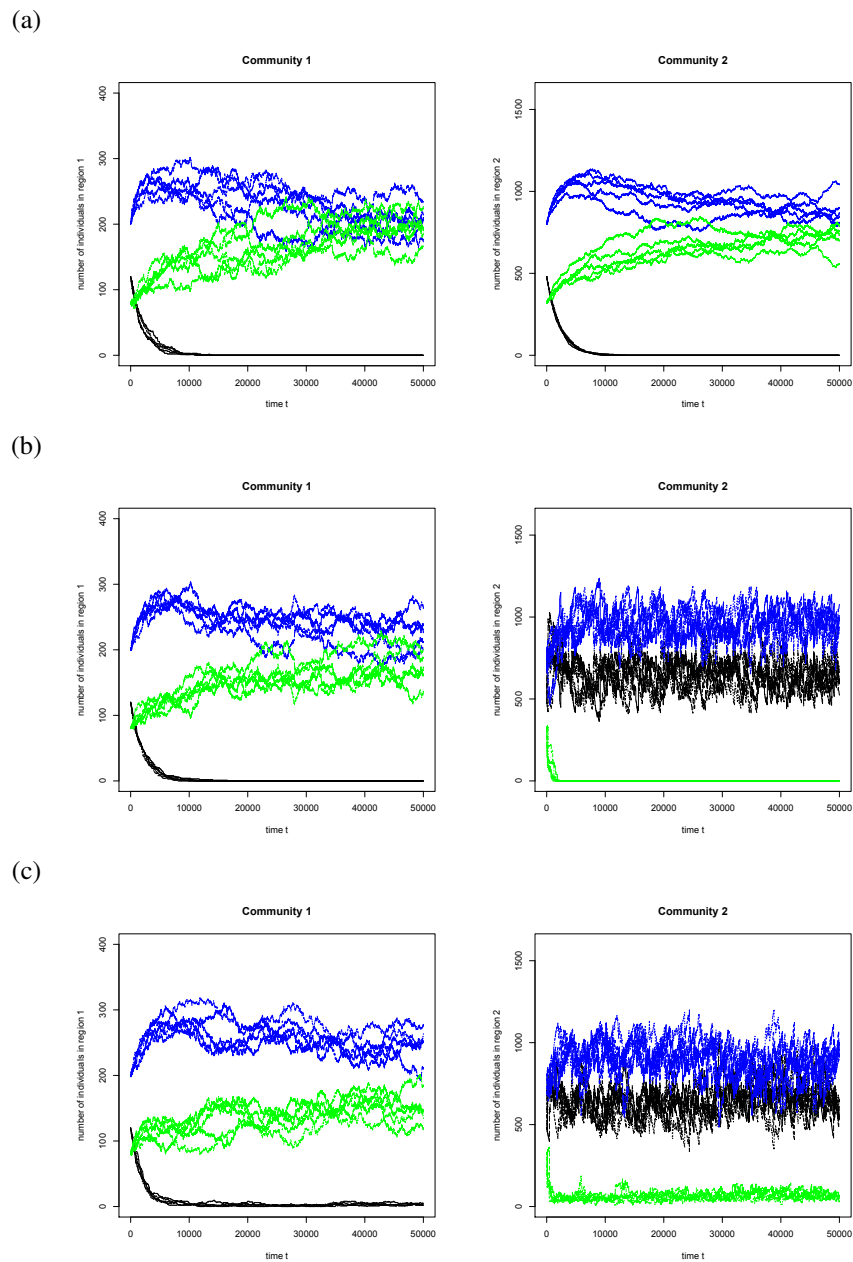 (a)
Community 1
Community 2
number of individuals in region 1
400
300
200
100
0
0 10000 20000 30000 40000 50000
time t
number of individuals in region 2
1500
1000
500
0
0 10000 20000 30000 40000 50000
time t
(b)
Community 1
Community 2
number of individuals in region 1
400
300
200
100
0
0 10000 20000 30000 40000 50000
time t
number of individuals in region 2
1500
1000
500
0
0 10000 20000 30000 40000 50000
time t
(c)
Community 1
Community 2
number of individuals in region 1
400
300
200
100
0
0 10000 20000 30000 40000 50000
time t
number of individuals in region 2
1500
1000
500
0
0 10000 20000 30000 40000 50000
time t